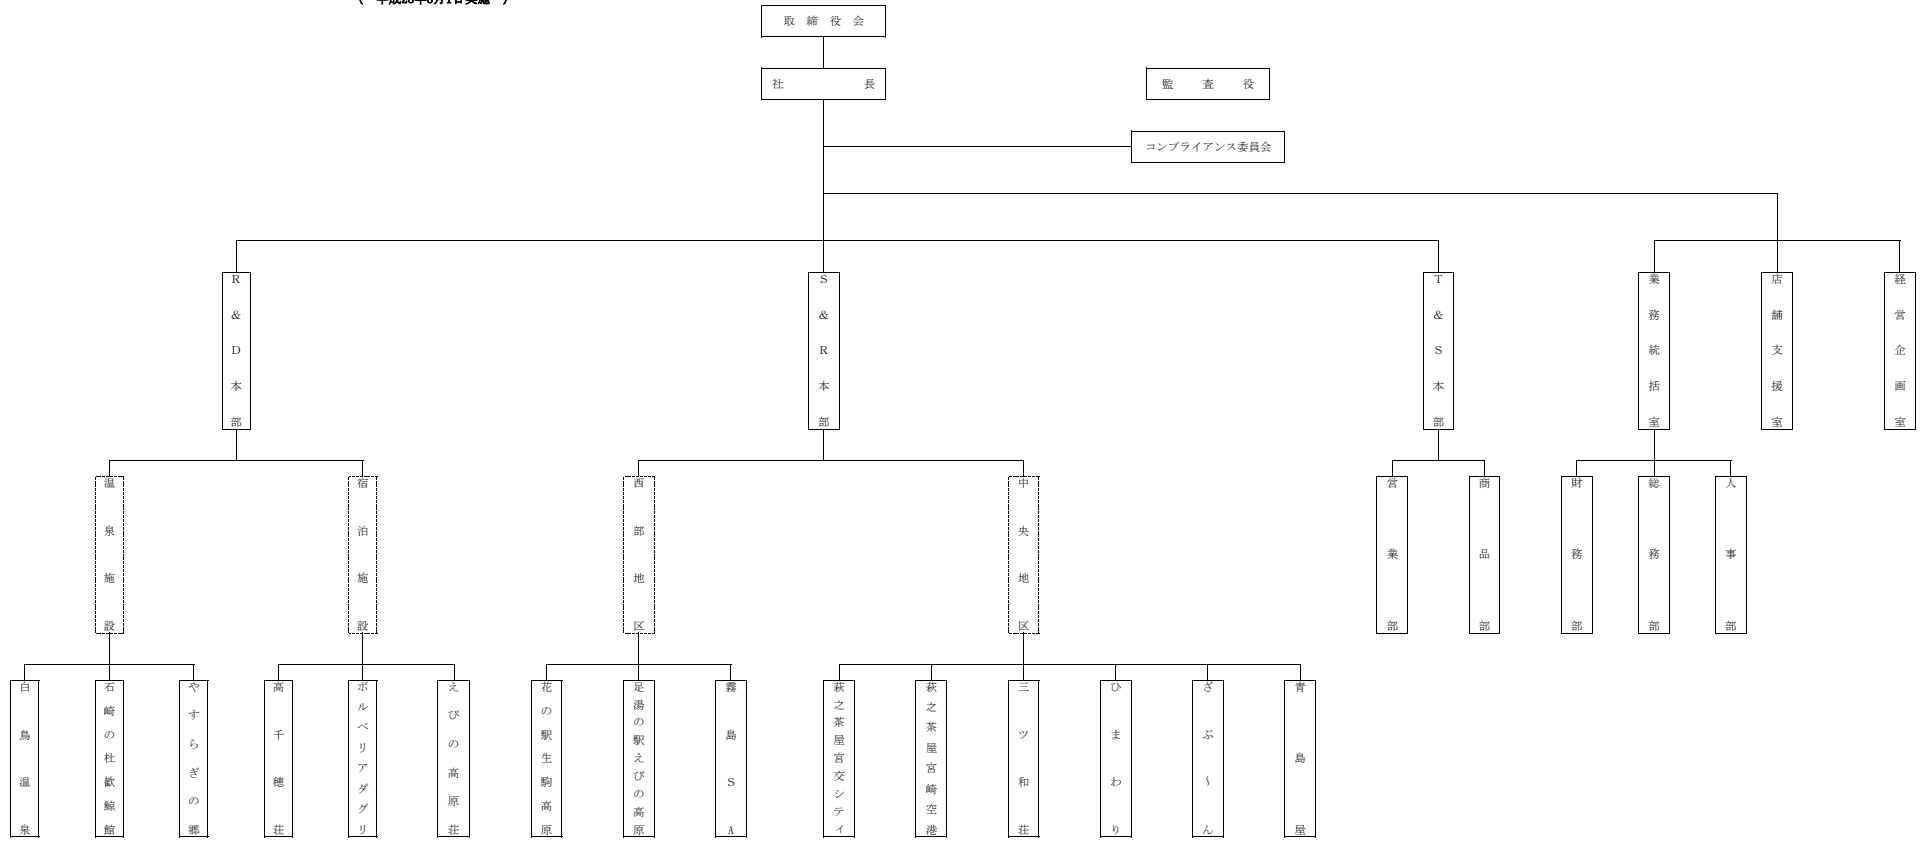 取締役会
社長
監査役
コンプライアンス委員会
R&D本部
S&R本部
T&S本部
業務統括室
店舗支援室
経営企画室
温泉施設
宿泊施設
西部地区
中央地区
営業部
商品部
財務部
総務部
人事部
白鳥温泉
石崎の杜歓鯨館
やすらぎの郷
高千穂荘
ボルベリアダグリ
えびの高原荘
花の駅生駒高原
足湯の駅えびの高原
霧島SA
萩之茶屋宮交シティ
萩之茶屋宮崎空港
三ツ和荘
ひまわり
ざぶ~ん
青島屋